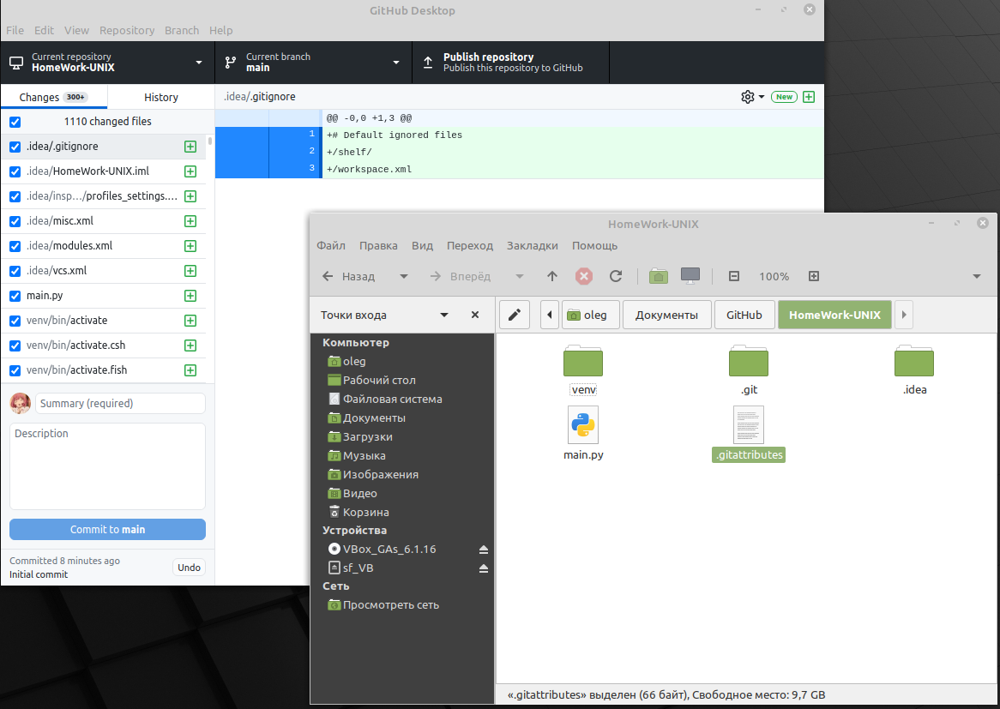 GitHub Desktop
File Edit View Repository Branch Help
Current repository
HomeWork-UNIX
Current branch
main
Publish repository
Publish this repository to GitHub
Changes 300+ History
.idea/.gitignore
New
1110 changed files
.idea/.gitignore
.idea/HomeWork-UNIX.iml
.idea/insp…/profiles_settings.…
.idea/misc.xml
.idea/modules.xml
.idea/vcs.xml
main.py
venv/bin/activate
venv/bin/activate.csh
venv/bin/activate.fish
@@ -0,0 +1,3 @@
1 +# Default ignored files
2 +/shelf/
3 +/workspace.xml
Summary (required)
Description
Commit to main
Committed 8 minutes ago
Initial commit
Undo
HomeWork-UNIX
Файл Правка Вид Переход Закладки Помощь
Назад Вперёд 100%
Точки входа
oleg Документы GitHub HomeWork-UNIX
Компьютер
oleg
Рабочий стол
Файловая система
Документы
Загрузки
Музыка
Изображения
Видео
Корзина
Устройства
VBox_GAs_6.1.16
sf_VB
Сеть
Просмотреть сеть
venv .git .idea
main.py .gitattributes
«.gitattributes» выделен (66 байт), Свободное место: 9,7 GB